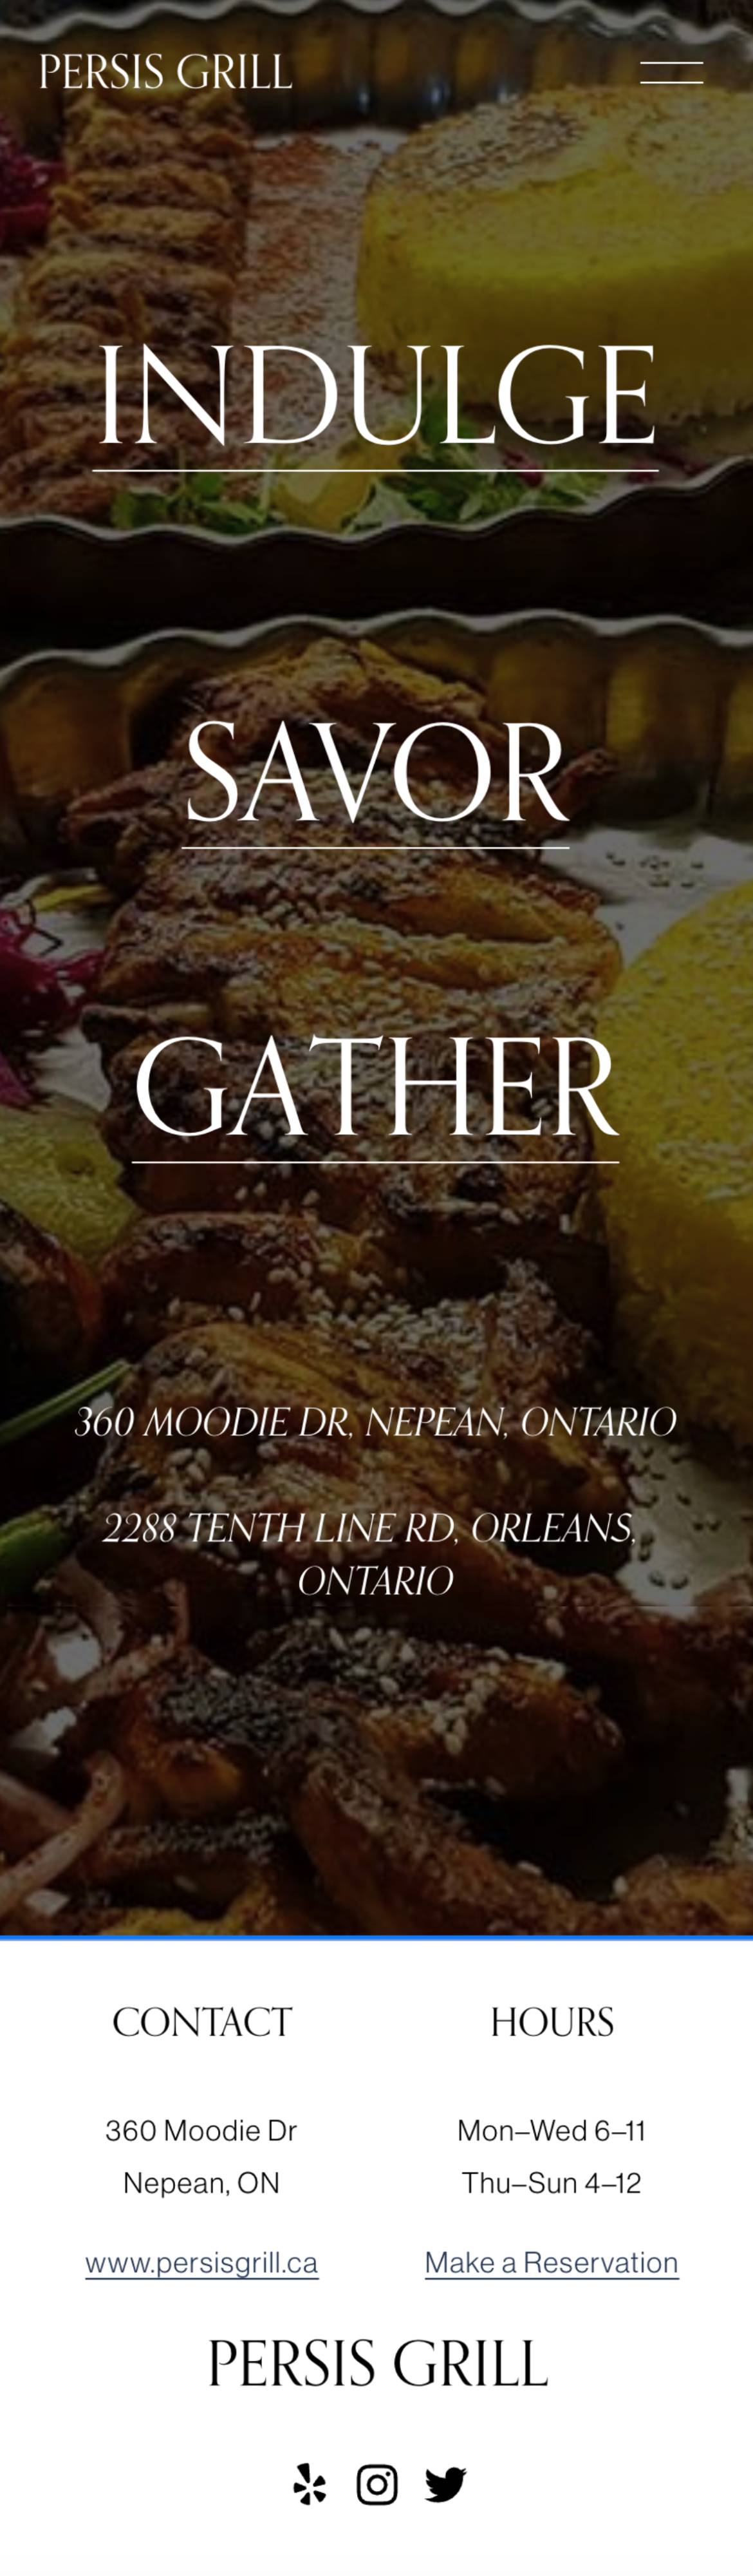 PERSIS GRILL
INDULGE
SAVOR
GATHER
360 MOODIE DR, NEPEAN, ONTARIO
2288 TENTH LINE RD, ORLEANS,
ONTARIO
CONTACT
360 Moodie Dr
Nepean, ON
www.persisgrill.ca
HOURS
Mon–Wed 6–11
Thu–Sun 4–12
Make a Reservation
PERSIS GRILL